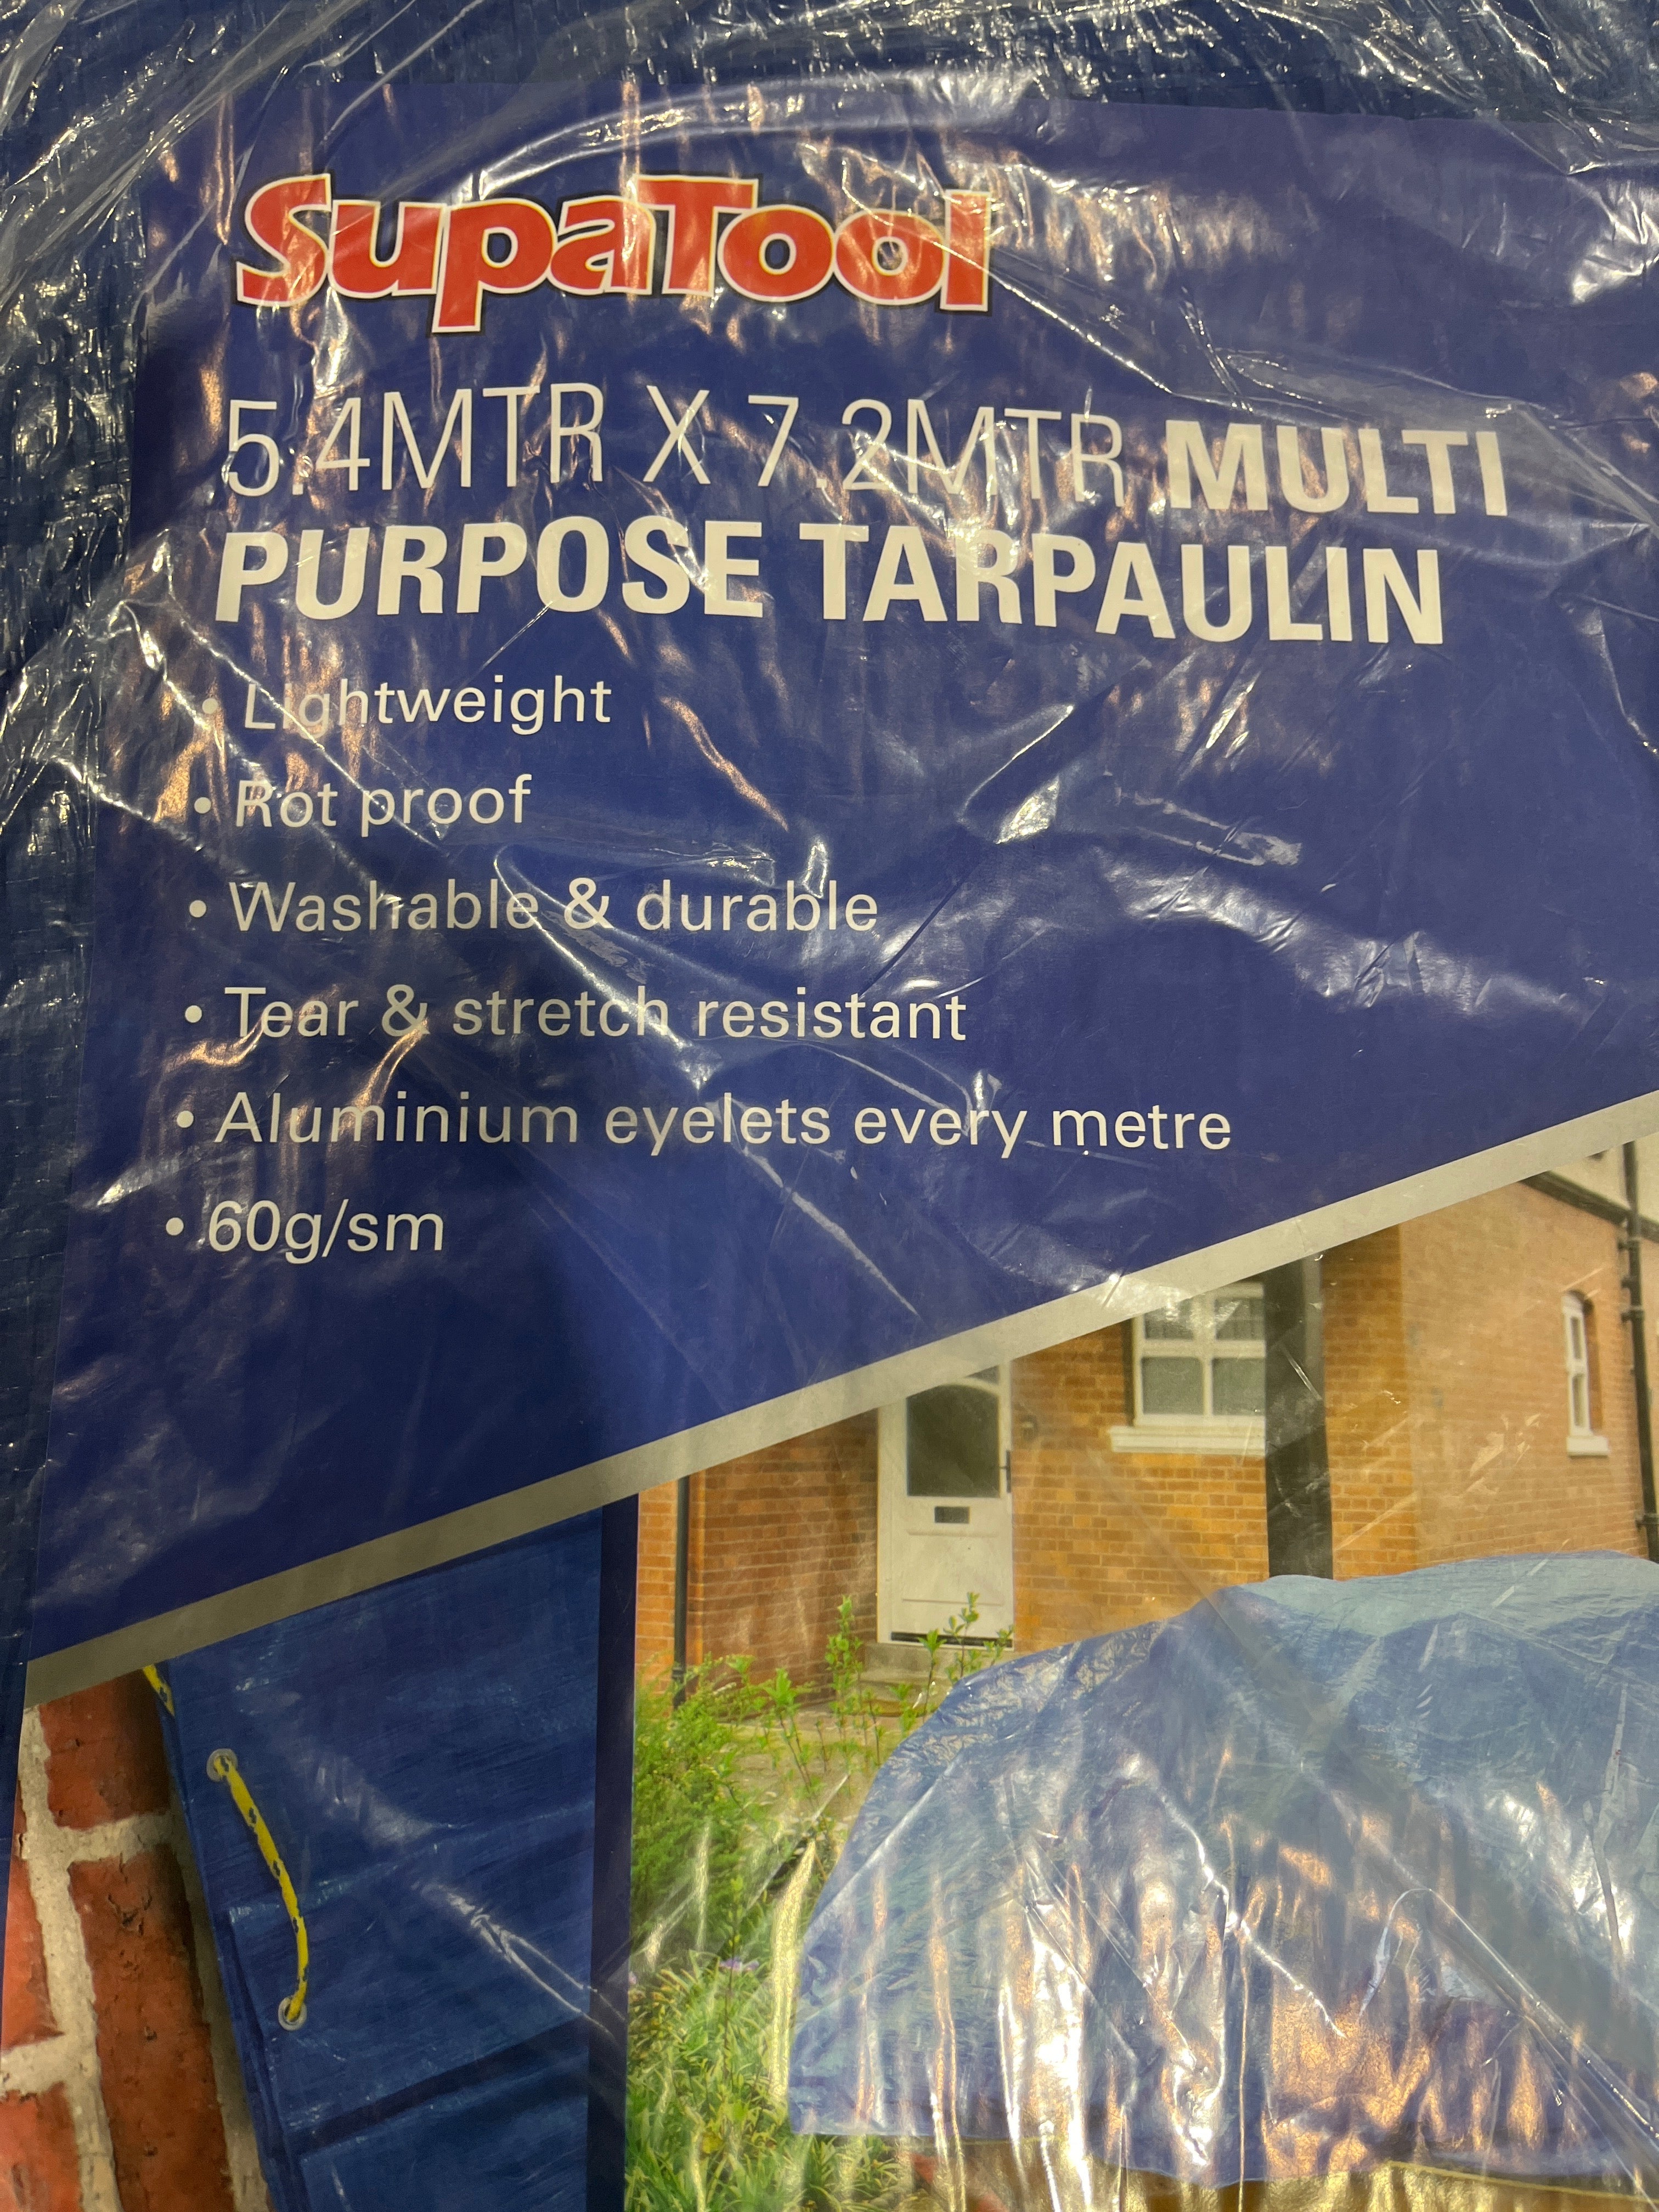 SupaTool
5.4MTR X 7.2MTR MULTI
PURPOSE TARPAULIN
• Lightweight
• Rot proof
• Washable & durable
• Tear & stretch resistant
• Aluminium eyelets every metre
• 60g/sm